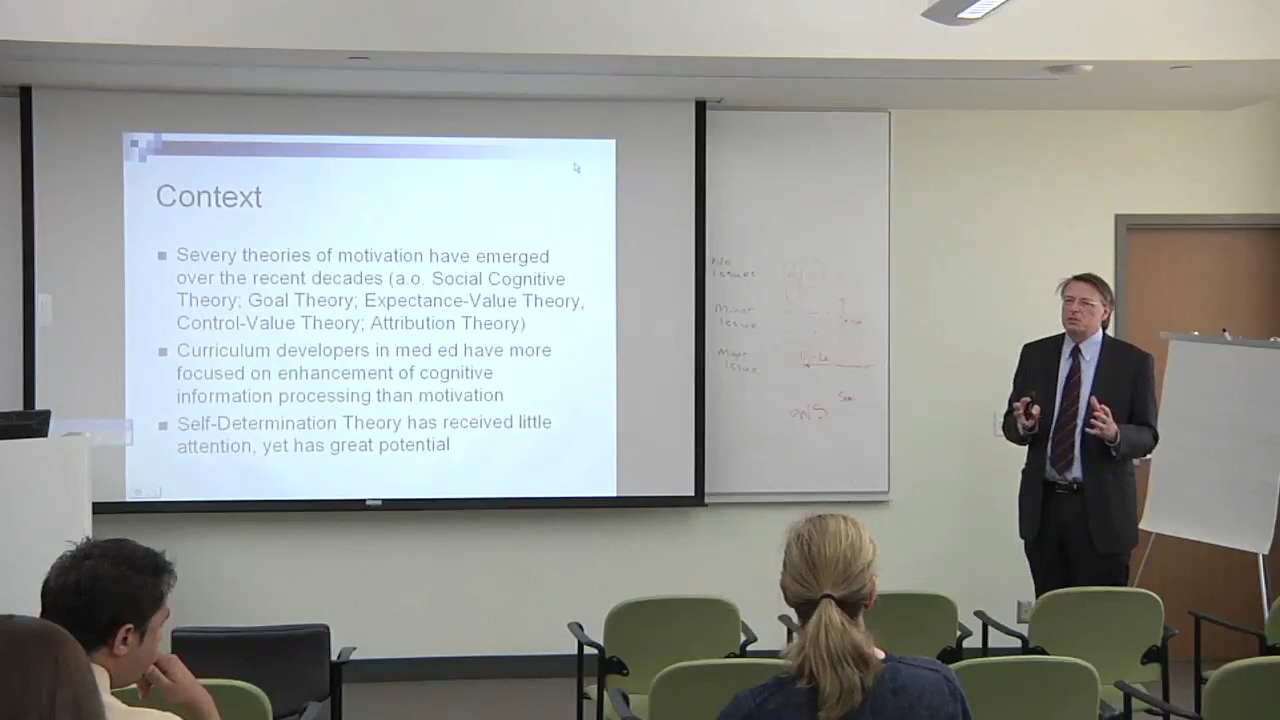 Context
Severy theories of motivation have emerged
over the recent decades (a.o. Social Cognitive
Theory; Goal Theory; Expectance-Value Theory,
Control-Value Theory; Attribution Theory)
Curriculum developers in med ed have more
focused on enhancement of cognitive
information processing than motivation
Self-Determination Theory has received little
attention, yet has great potential
No
Issues
Minor
Issue
Major
Issue